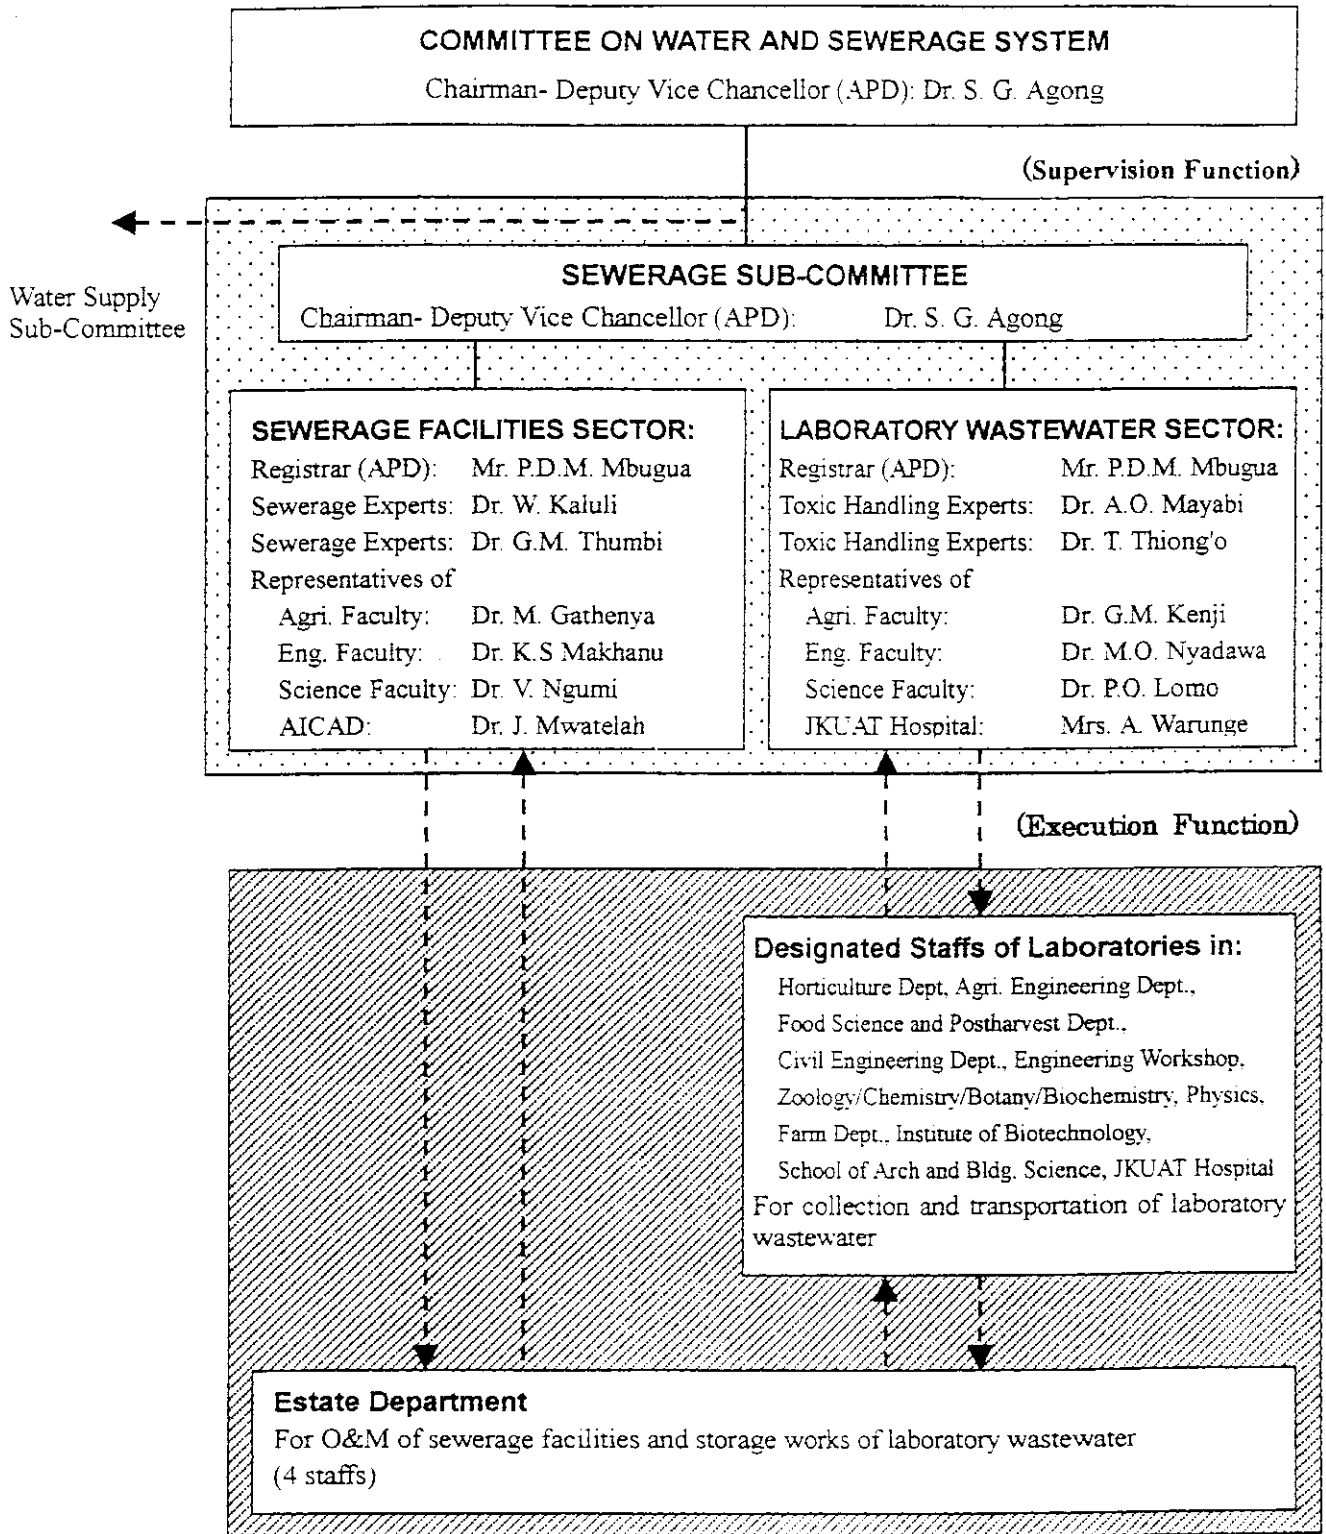 COMMITTEE ON WATER AND SEWERAGE SYSTEM
Chairman- Deputy Vice Chancellor (APD): Dr. S. G. Agong
(Supervision Function)
Water Supply
Sub-Committee
SEWERAGE SUB-COMMITTEE
Chairman- Deputy Vice Chancellor (APD): Dr. S. G. Agong
SEWERAGE FACILITIES SECTOR:
Registrar (APD): Mr. P.D.M. Mbugua
Sewerage Experts: Dr. W. Kaluli
Sewerage Experts: Dr. G.M. Thumbi
Representatives of
Agri. Faculty: Dr. M. Gathenya
Eng. Faculty: Dr. K.S Makhanu
Science Faculty: Dr. V. Ngumi
AICAD: Dr. J. Mwatelah
LABORATORY WASTEWATER SECTOR:
Registrar (APD): Mr. P.D.M. Mbugua
Toxic Handling Experts: Dr. A.O. Mayabi
Toxic Handling Experts: Dr. T. Thiong'o
Representatives of
Agri. Faculty: Dr. G.M. Kenji
Eng. Faculty: Dr. M.O. Nyadawa
Science Faculty: Dr. P.O. Lomo
JKUAT Hospital: Mrs. A. Warunge
(Execution Function)
Designated Staffs of Laboratories in:
Horticulture Dept, Agri. Engineering Dept.,
Food Science and Postharvest Dept.,
Civil Engineering Dept., Engineering Workshop,
Zoology/Chemistry/Botany/Biochemistry, Physics,
Farm Dept., Institute of Biotechnology,
School of Arch and Bldg. Science, JKUAT Hospital
For collection and transportation of laboratory
wastewater
Estate Department
For O&M of sewerage facilities and storage works of laboratory wastewater
(4 staffs)